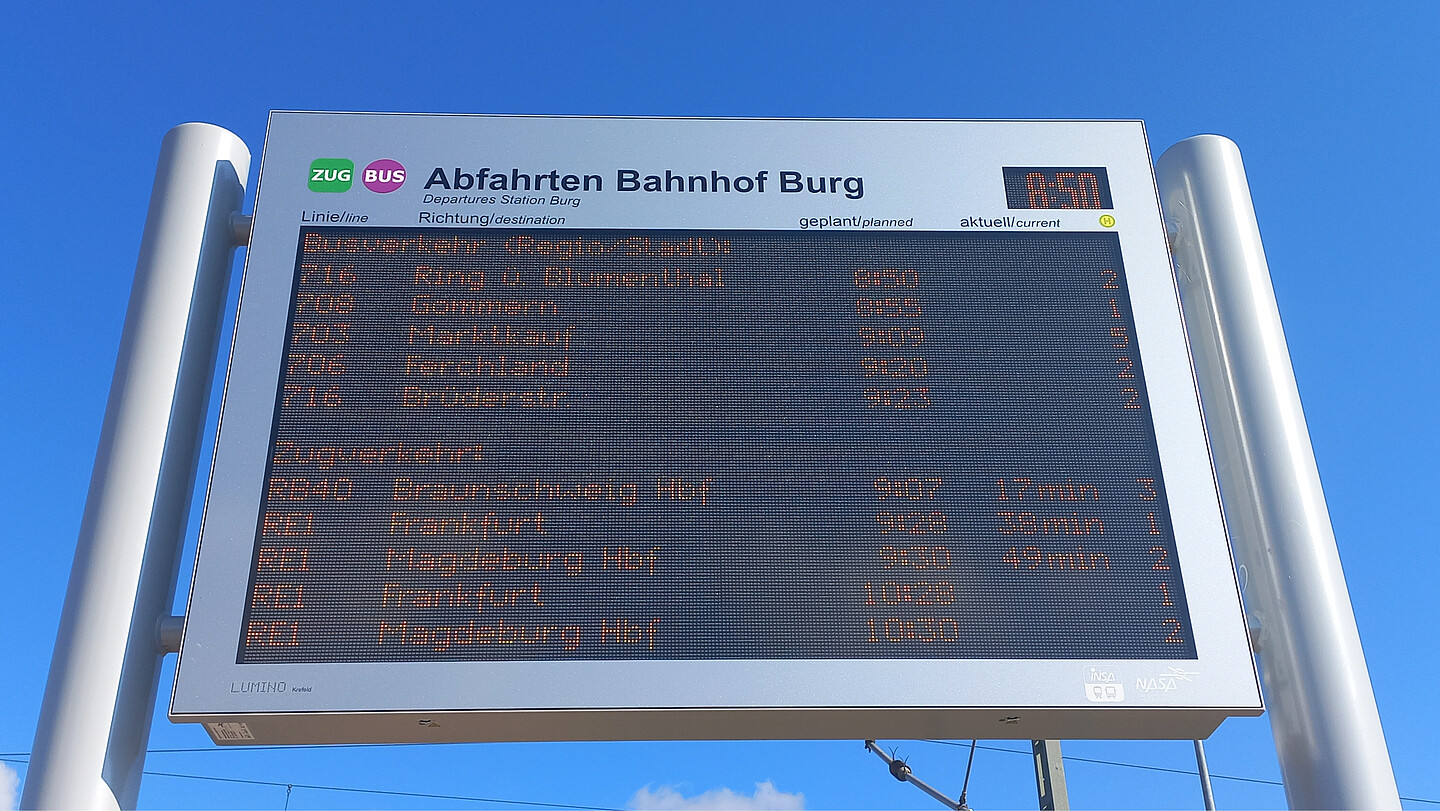 ZUG BUS Abfahrten Bahnhof Burg 8:50
Departures Station Burg
Linie/line Richtung/destination geplant/planned aktuell/current H
Busverkehr (Regio/Stadt):
716 Ring ü. Blumenthal 8:50 2
708 Gommern 8:55 1
703 Marktkauf 9:09 5
706 Ferchland 9:20 2
716 Brüderstr. 9:23 2
Zugverkehr:
RB40 Braunschweig Hbf 9:07 17min 3
RE1 Frankfurt 9:28 38min 1
RE1 Magdeburg Hbf 9:30 49min 2
RE1 Frankfurt 10:28 1
RE1 Magdeburg Hbf 10:30 2
LUMINO Krefeld INSA NASA